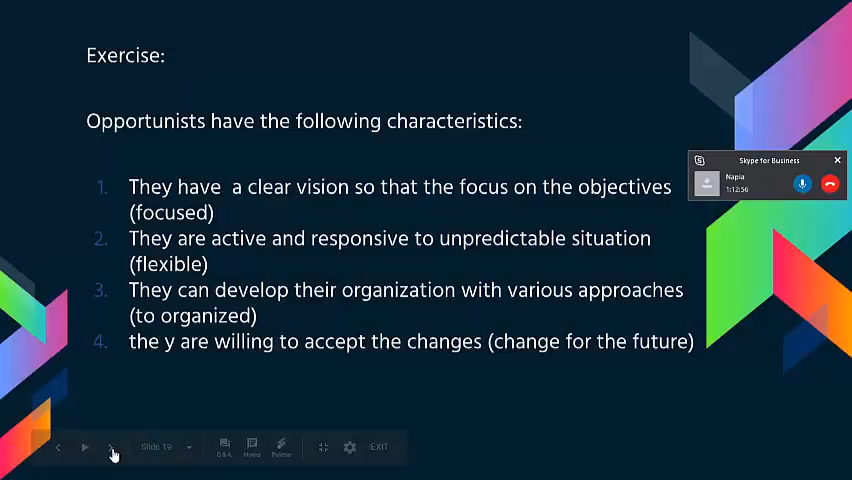 Exercise:
Opportunists have the following characteristics:
1. They have a clear vision so that the focus on the objectives
(focused)
2. They are active and responsive to unpredictable situation
(flexible)
3. They can develop their organization with various approaches
(to organized)
4. the y are willing to accept the changes (change for the future)
Skype for Business
Napia
1:12:56
Slide 19
Q&A
Notes
Pointer
EXIT